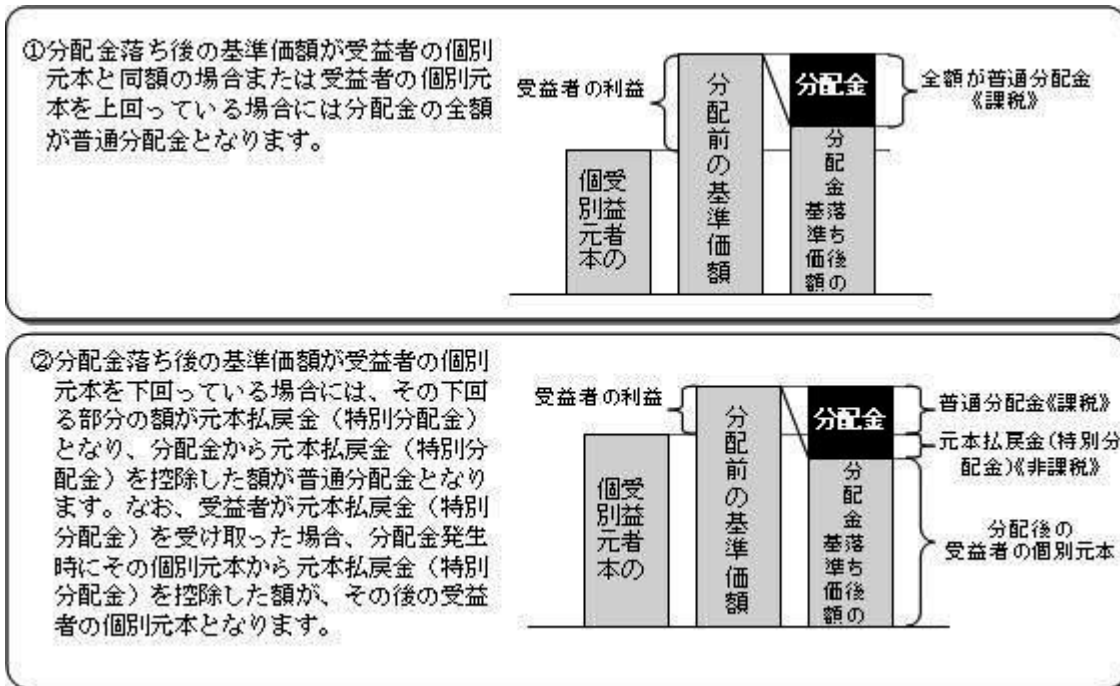 ①分配金落ち後の基準価額が受益者の個別
元本と同額の場合または受益者の個別元
本を上回っている場合には分配金の全額
が普通分配金となります。
受益者の利益
受益者の
個別元本
分配前の基準価額
分配金
分配金落ち後の
基準価額
全額が普通分配金
《課税》
②分配金落ち後の基準価額が受益者の個別
元本を下回っている場合には、その下回
る部分の額が元本払戻金（特別分配金）
となり、分配金から元本払戻金（特別分
配金）を控除した額が普通分配金となり
ます。なお、受益者が元本払戻金（特別
分配金）を受け取った場合、分配金発生
時にその個別元本から元本払戻金（特別
分配金）を控除した額が、その後の受益
者の個別元本となります。
受益者の利益
受益者の
個別元本
分配前の基準価額
分配金
分配金落ち後の
基準価額
普通分配金《課税》
元本払戻金(特別分
配金)《非課税》
分配後の
受益者の個別元本